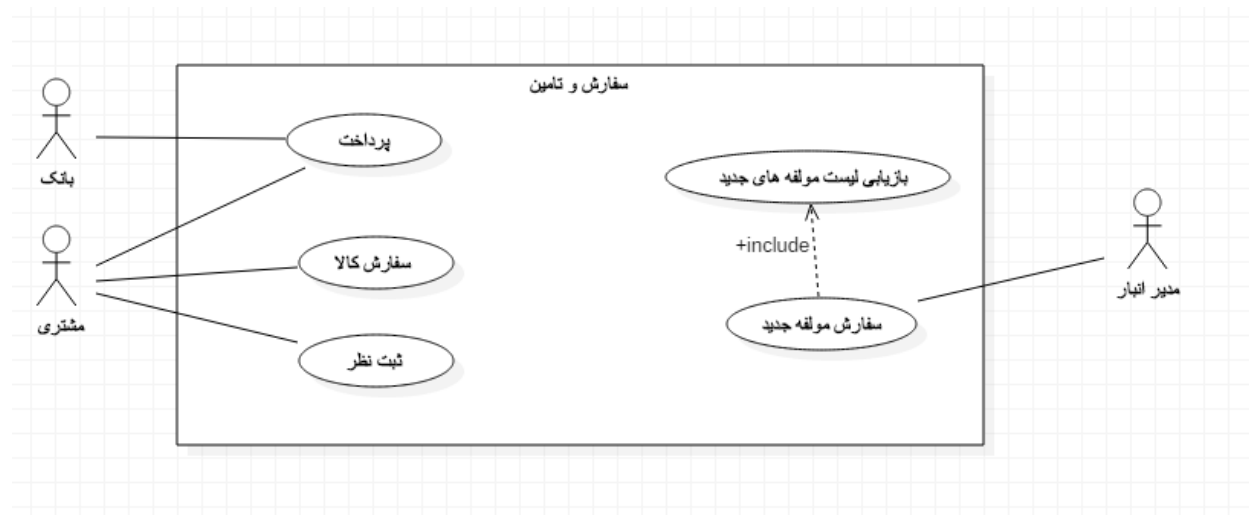 سفارش و تامین
بانک
پرداخت
بازیابی لیست مولفه های جدید
+include
مشتری
سفارش کالا
مدیر انبار
سفارش مولفه جدید
ثبت نظر